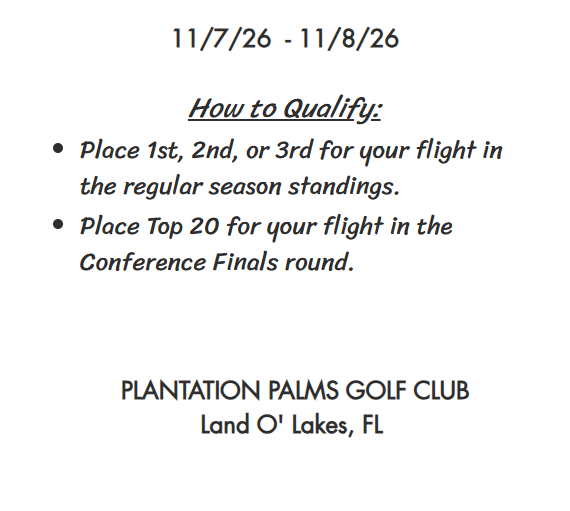 11/7/26 - 11/8/26
How to Qualify:
• Place 1st, 2nd, or 3rd for your flight in
the regular season standings.
• Place Top 20 for your flight in the
Conference Finals round.
PLANTATION PALMS GOLF CLUB
Land O' Lakes, FL